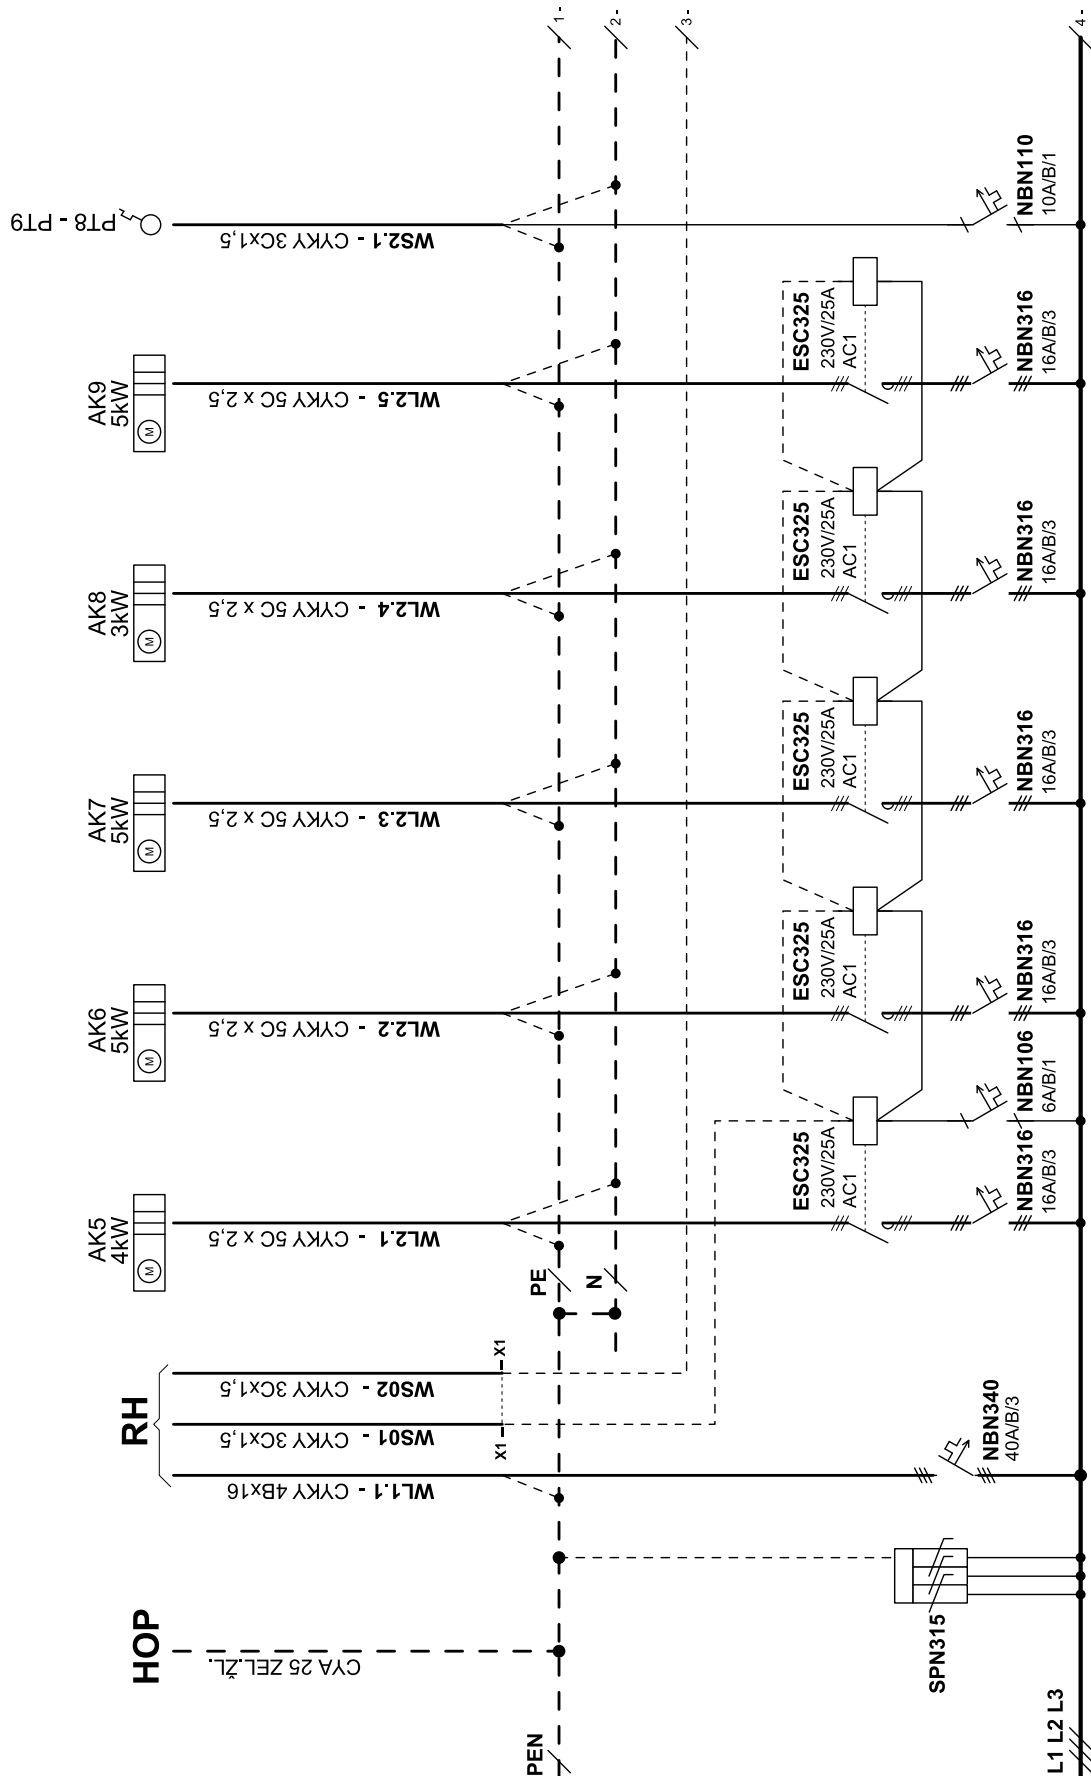 PEN
L1 L2 L3
HOP
CYA 25 ZEL.ŽL.
SPN315
RH
WL1.1 - CYKY 4Bx16
NBN340
40A/B/3
WS01 - CYKY 3Cx1,5
X1
WS02 - CYKY 3Cx1,5
X1
PE
N
AK5
4kW
M
WL2.1 - CYKY 5C x 2,5
ESC325
230V/25A
AC1
NBN316
16A/B/3
NBN106
6A/B/1
AK6
5kW
M
WL2.2 - CYKY 5C x 2,5
ESC325
230V/25A
AC1
NBN316
16A/B/3
AK7
5kW
M
WL2.3 - CYKY 5C x 2,5
ESC325
230V/25A
AC1
NBN316
16A/B/3
AK8
3kW
M
WL2.4 - CYKY 5C x 2,5
ESC325
230V/25A
AC1
NBN316
16A/B/3
AK9
5kW
M
WL2.5 - CYKY 5C x 2,5
ESC325
230V/25A
AC1
NBN316
16A/B/3
PT8 - PT9
WS2.1 - CYKY 3Cx1,5
NBN110
10A/B/1
1 -
2 -
3 -
4 -